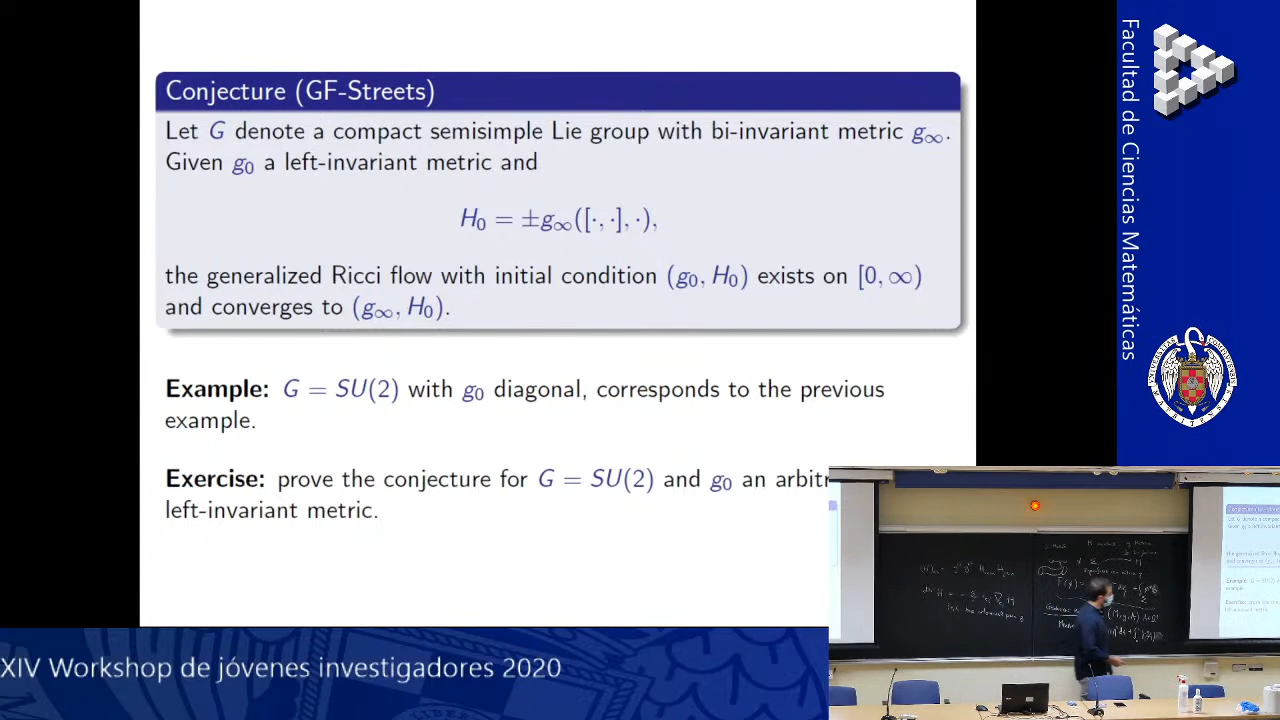 Conjecture (GF-Streets)
Let G denote a compact semisimple Lie group with bi-invariant metric g∞.
Given g₀ a left-invariant metric and
H₀ = ±g∞([·, ·], ·),
the generalized Ricci flow with initial condition (g₀, H₀) exists on [0, ∞)
and converges to (g∞, H₀).
Example: G = SU(2) with g₀ diagonal, corresponds to the previous
example.
Exercise: prove the conjecture for G = SU(2) and g₀ an arbitr
left-invariant metric.
XIV Workshop de jóvenes investigadores 2020
Facultad de Ciencias Matemáticas